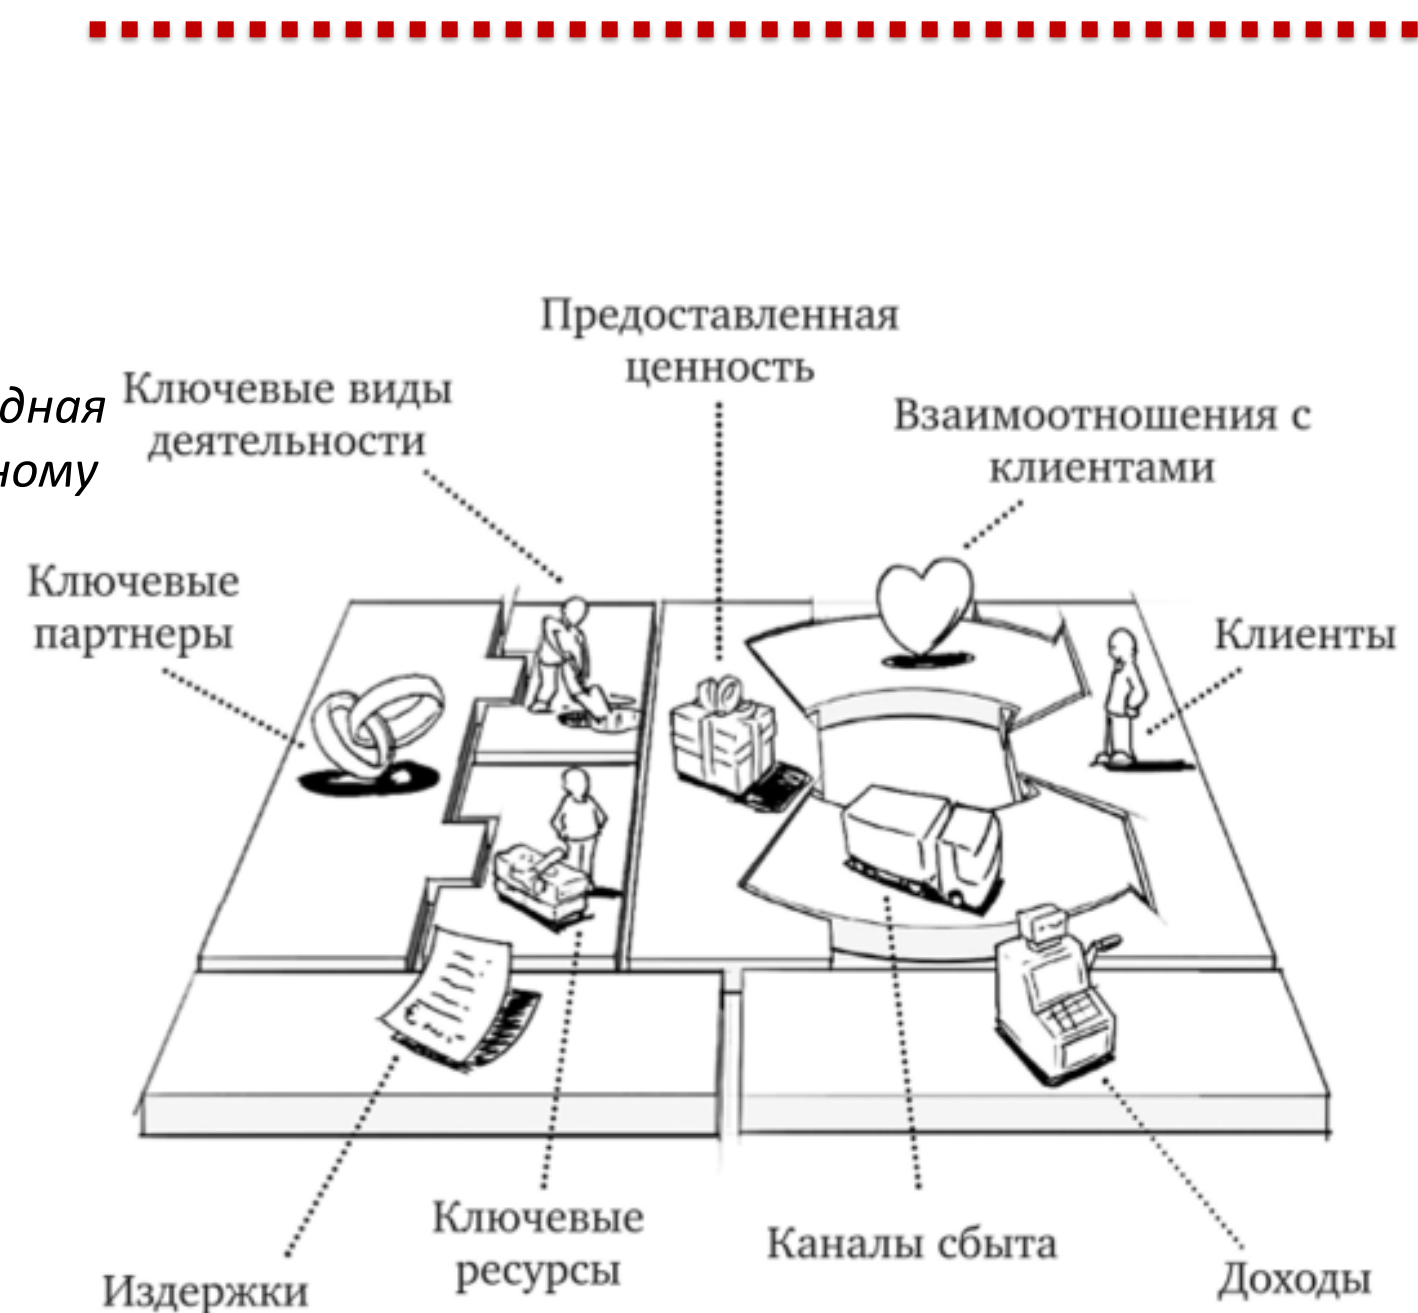 Предоставленная
ценность
Ключевые виды
деятельности
Взаимоотношения с
клиентами
Ключевые
партнеры
Клиенты
Ключевые
ресурсы
Каналы сбыта
Издержки
Доходы